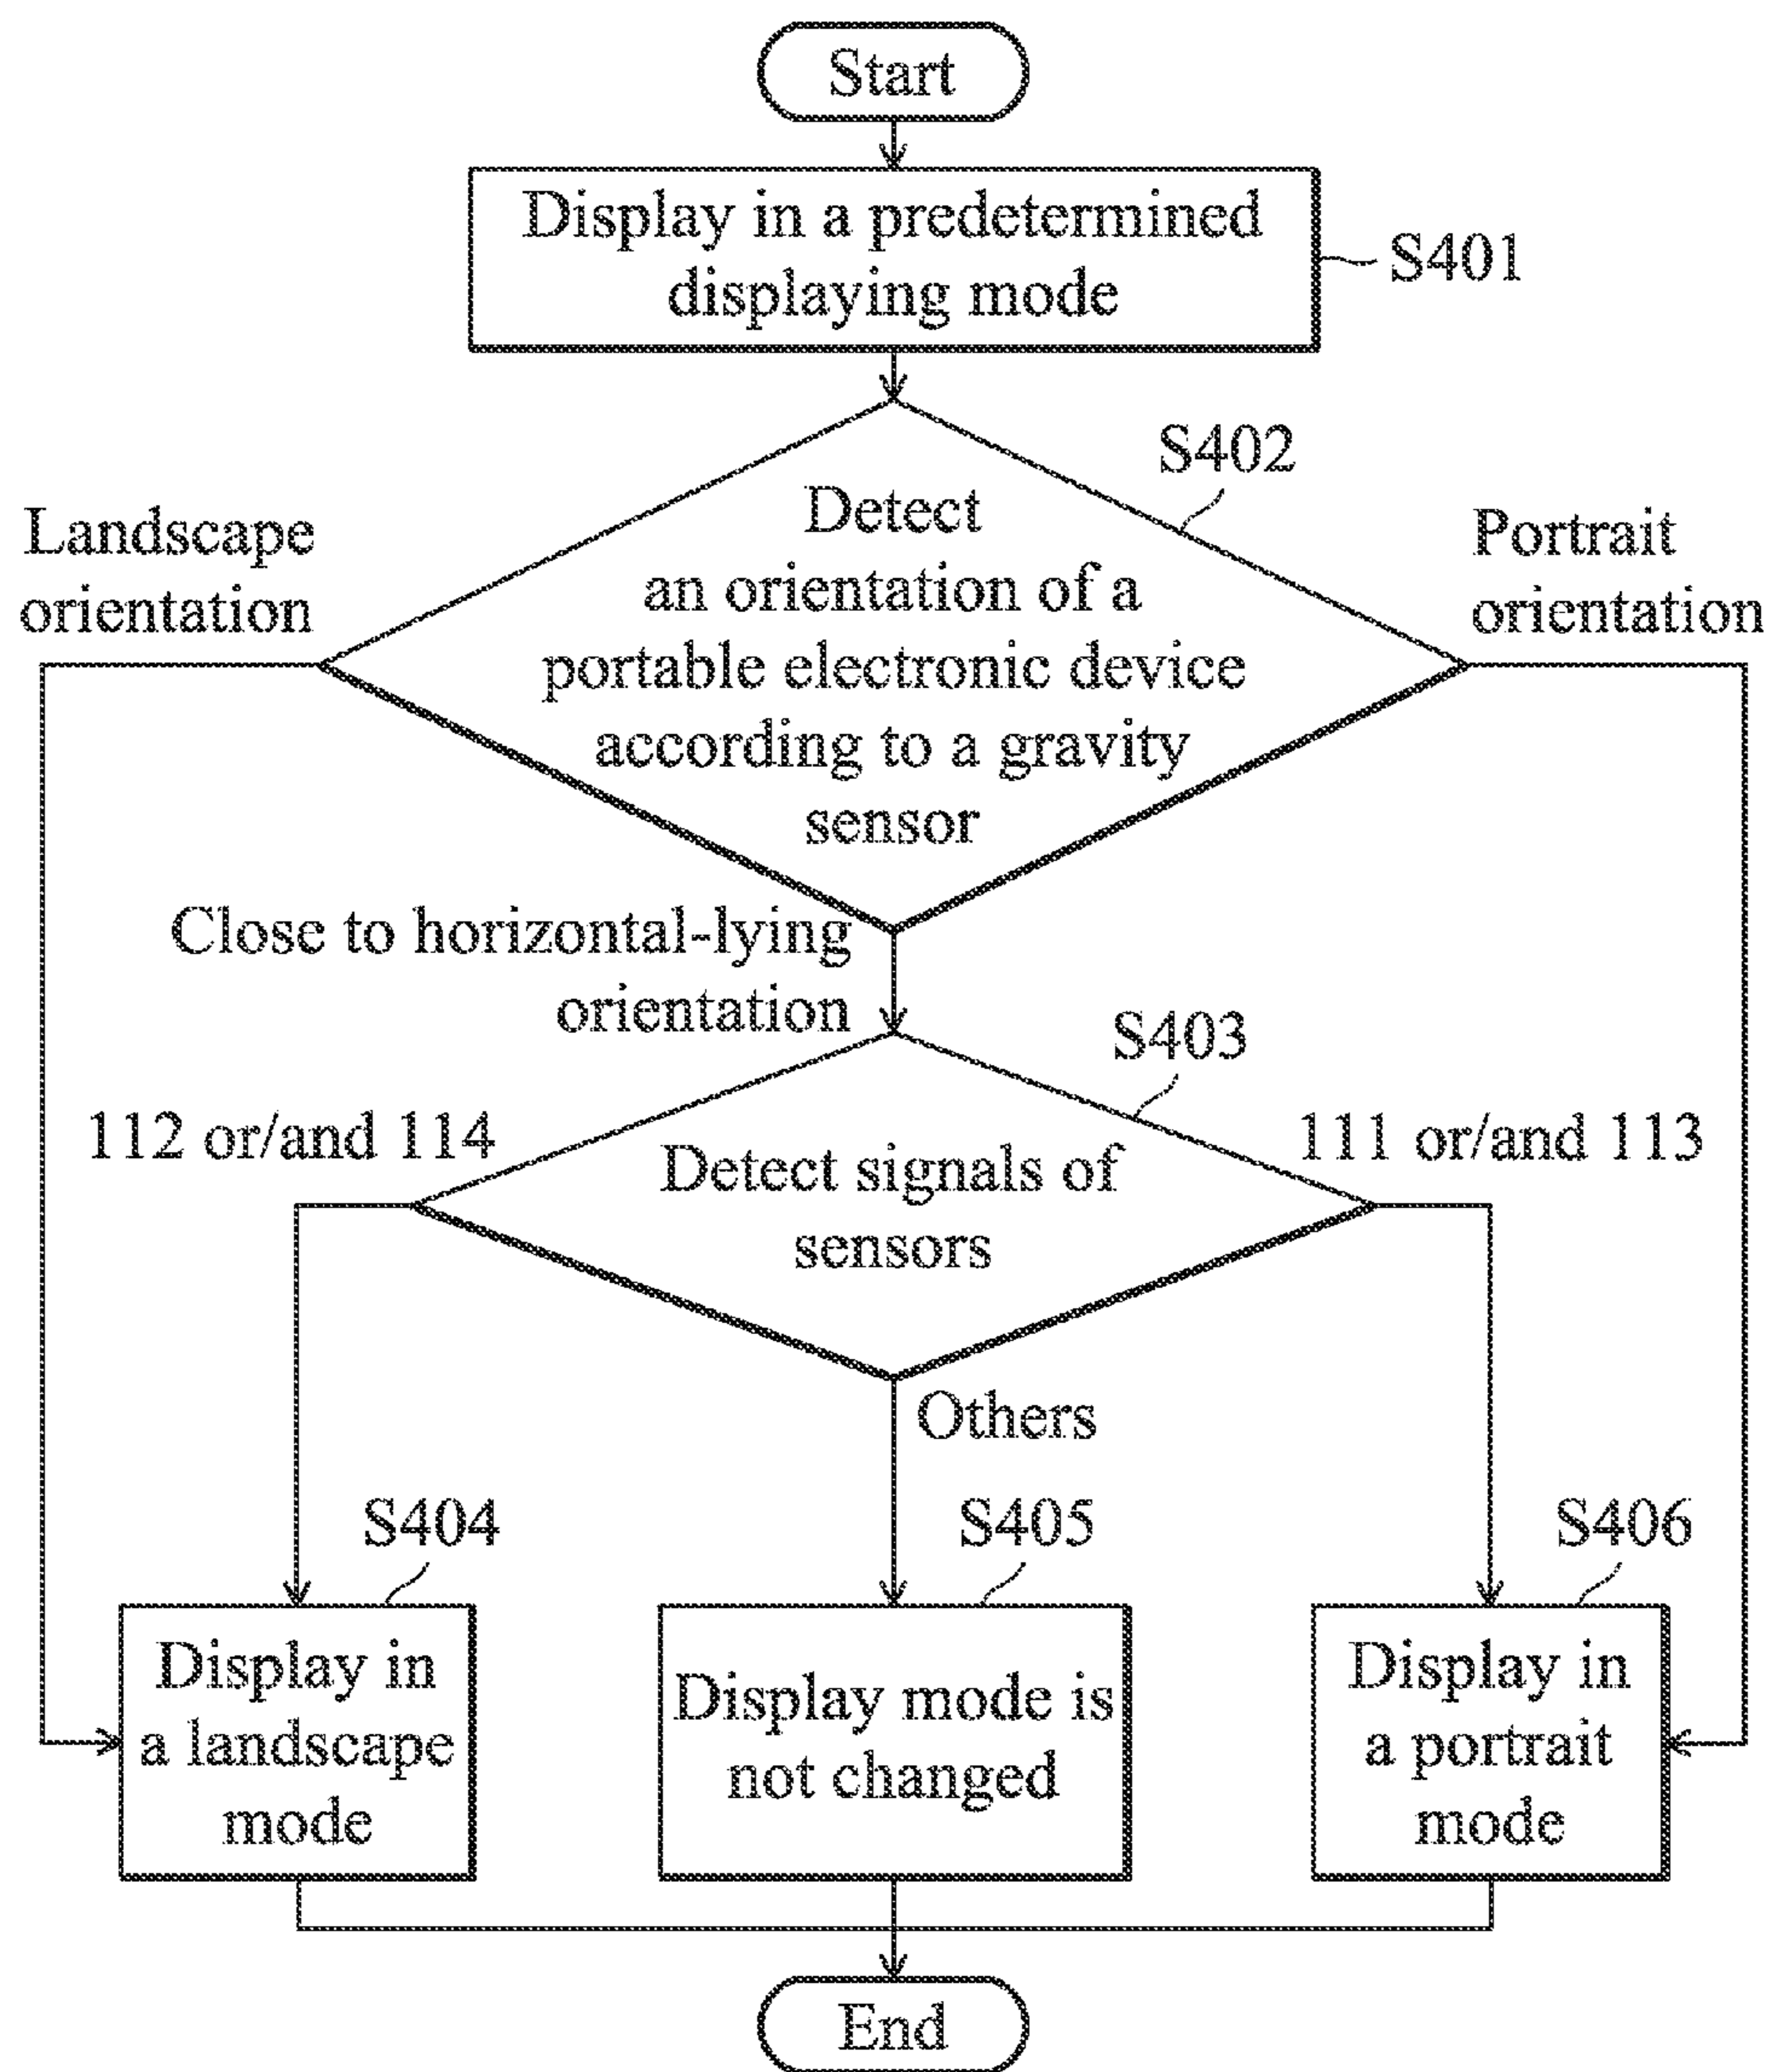 Start
Display in a predetermined
displaying mode
S401
S402
Landscape
orientation
Detect
an orientation of a
portable electronic device
according to a gravity
sensor
Portrait
orientation
Close to horizontal-lying
orientation
S403
112 or/and 114
Detect signals of
sensors
111 or/and 113
Others
S404
S405
S406
Display in
a landscape
mode
Display mode is
not changed
Display in
a portrait
mode
End